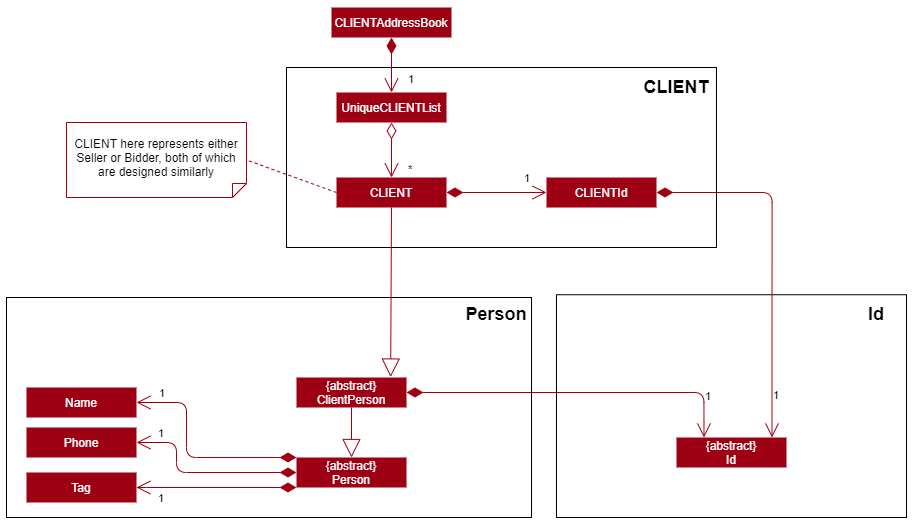 CLIENTAddressBook
1
CLIENT
UniqueCLIENTList
CLIENT here represents either
Seller or Bidder, both of which
are designed similarly
*
CLIENT
1
CLIENTId
Person
Id
{abstract}
ClientPerson
1
1
Name
1
Phone
1
{abstract}
Id
{abstract}
Person
Tag
1